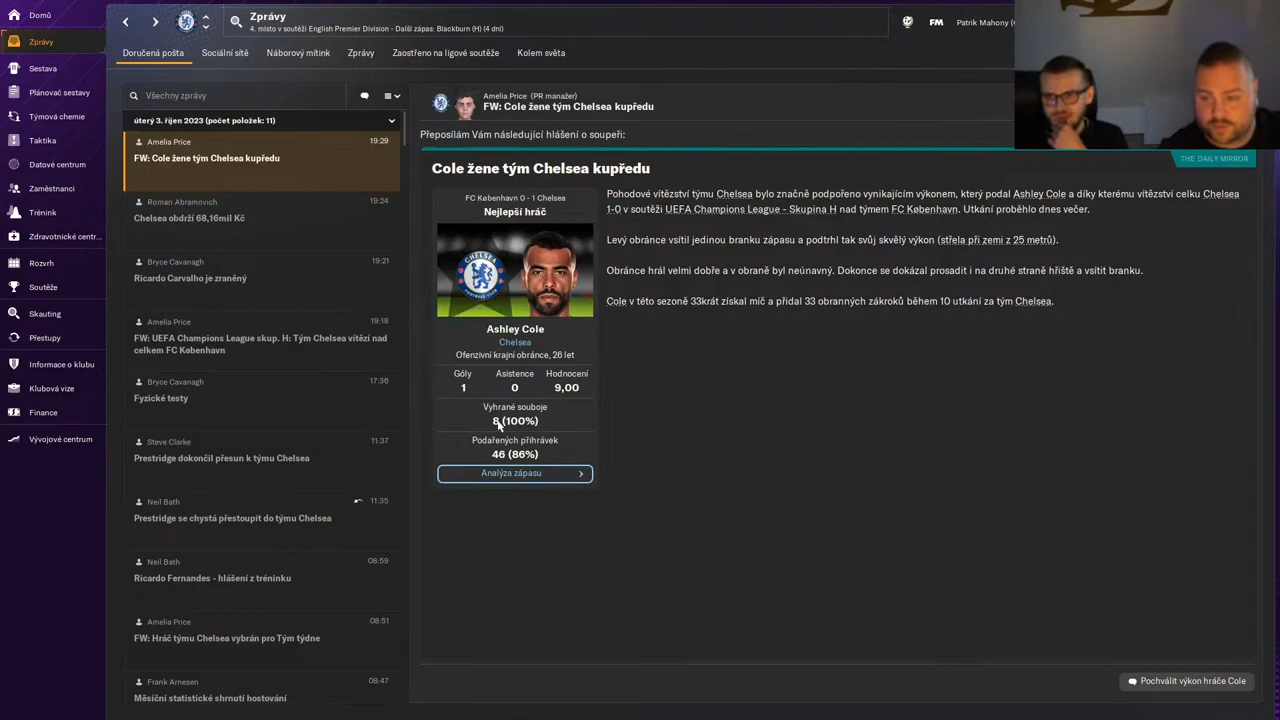 Domů
Zprávy
Sestava
Plánovač sestavy
Týmová chemie
Taktika
Datové centrum
Zaměstnanci
Trénink
Zdravotnické centr...
Rozvrh
Soutěže
Skauting
Přestupy
Informace o klubu
Klubová vize
Finance
Vývojové centrum
Zprávy
4. místo v soutěži English Premier Division - Další zápas: Blackburn (H) (4 dní)
FM
Patrik Mahony
Doručená pošta
Sociální sítě
Náborový mítink
Zprávy
Zaostřeno na ligové soutěže
Kolem světa
Všechny zprávy
úterý 3. říjen 2023 (počet položek: 11)
Amelia Price 19:29
FW: Cole žene tým Chelsea kupředu
Roman Abramovich 19:24
Chelsea obdrží 68,16mil Kč
Bryce Cavanagh 19:21
Ricardo Carvalho je zraněný
Amelia Price 19:18
FW: UEFA Champions League skup. H: Tým Chelsea vítězí nad
celkem FC København
Bryce Cavanagh 17:36
Fyzické testy
Steve Clarke 11:37
Prestridge dokončil přesun k týmu Chelsea
Neil Bath 11:35
Prestridge se chystá přestoupit do týmu Chelsea
Neil Bath 08:59
Ricardo Fernandes - hlášení z tréninku
Amelia Price 08:51
FW: Hráč týmu Chelsea vybrán pro Tým týdne
Frank Arnesen 08:47
Měsíční statistické shrnutí hostování
Amelia Price (PR manažer)
FW: Cole žene tým Chelsea kupředu
Přeposílám Vám následující hlášení o soupeři:
THE DAILY MIRROR
Cole žene tým Chelsea kupředu
FC København 0 - 1 Chelsea
Nejlepší hráč
Ashley Cole
Chelsea
Ofenzivní krajní obránce, 26 let
Góly Asistence Hodnocení
1 0 9,00
Vyhrané souboje
8 (100%)
Podařených přihrávek
46 (86%)
Analýza zápasu
Pohodové vítězství týmu Chelsea bylo značně podpořeno vynikajícím výkonem, který podal Ashley Cole a díky kterému vítězství celku Chelsea
1-0 v soutěži UEFA Champions League - Skupina H nad týmem FC København. Utkání proběhlo dnes večer.
Levý obránce vsítil jedinou branku zápasu a podtrhl tak svůj skvělý výkon (střela při zemi z 25 metrů).
Obránce hrál velmi dobře a v obraně byl neúnavný. Dokonce se dokázal prosadit i na druhé straně hřiště a vsítit branku.
Cole v této sezoně 33krát získal míč a přidal 33 obranných zákroků během 10 utkání za tým Chelsea.
Pochválit výkon hráče Cole